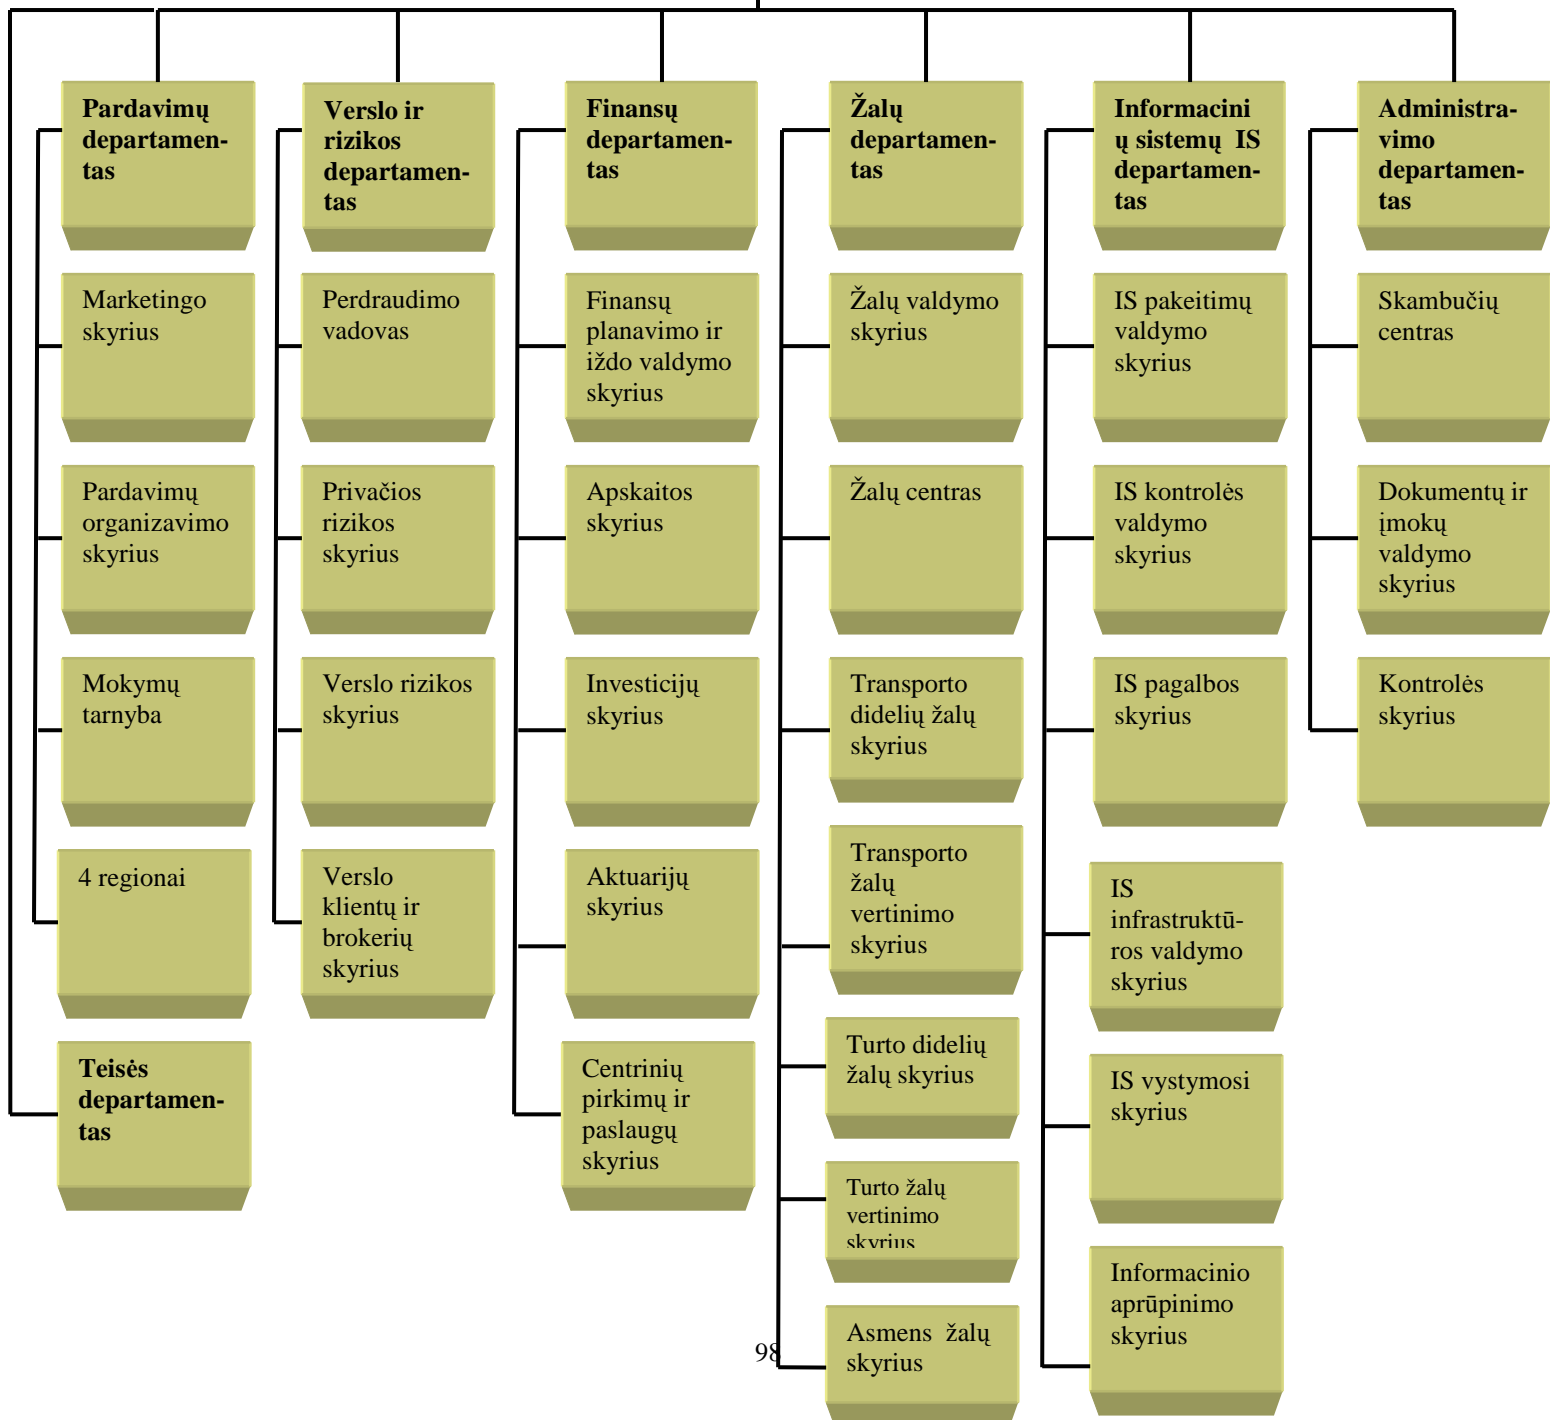 Pardavimų
departamen-
tas
Marketingo
skyrius
Pardavimų
organizavimo
skyrius
Mokymų
tarnyba
4 regionai
Teisės
departamen-
tas
Verslo ir
rizikos
departamen-
tas
Perdraudimo
vadovas
Privačios
rizikos
skyrius
Verslo rizikos
skyrius
Verslo
klientų ir
brokerių
skyrius
Finansų
departamen-
tas
Finansų
planavimo ir
iždo valdymo
skyrius
Apskaitos
skyrius
Investicijų
skyrius
Aktuarijų
skyrius
Centrinių
pirkimų ir
paslaugų
skyrius
Žalų
departamen-
tas
Žalų valdymo
skyrius
Žalų centras
Transporto
didelių žalų
skyrius
Transporto
žalų
vertinimo
skyrius
Turto didelių
žalų skyrius
Turto žalų
vertinimo
skyrius
Asmens žalų
skyrius
Informacini
ų sistemų IS
departamen-
tas
IS pakeitimų
valdymo
skyrius
IS kontrolės
valdymo
skyrius
IS pagalbos
skyrius
IS
infrastruktū-
ros valdymo
skyrius
IS vystymosi
skyrius
Informacinio
aprūpinimo
skyrius
Administra-
vimo
departamen-
tas
Skambučių
centras
Dokumentų ir
įmokų
valdymo
skyrius
Kontrolės
skyrius
98